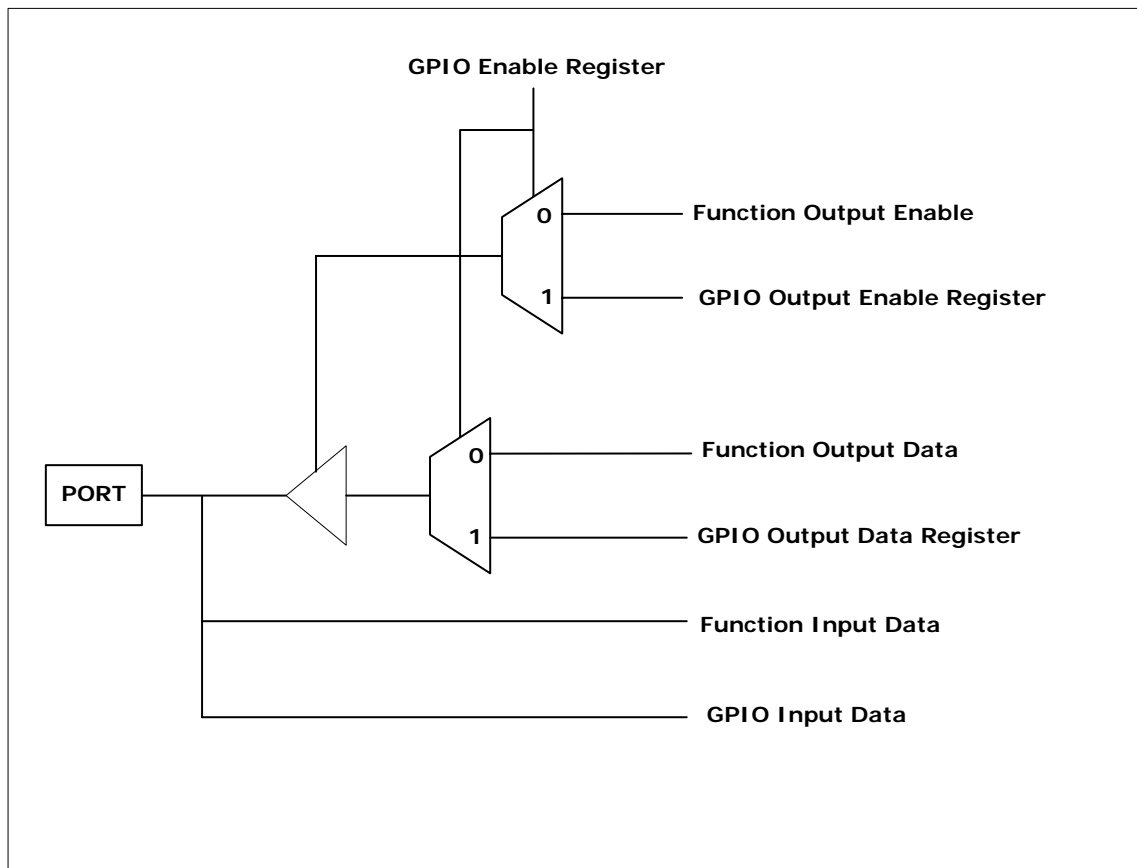 GPIO Enable Register
0
Function Output Enable
1
GPIO Output Enable Register
0
Function Output Data
PORT
1
GPIO Output Data Register
Function Input Data
GPIO Input Data